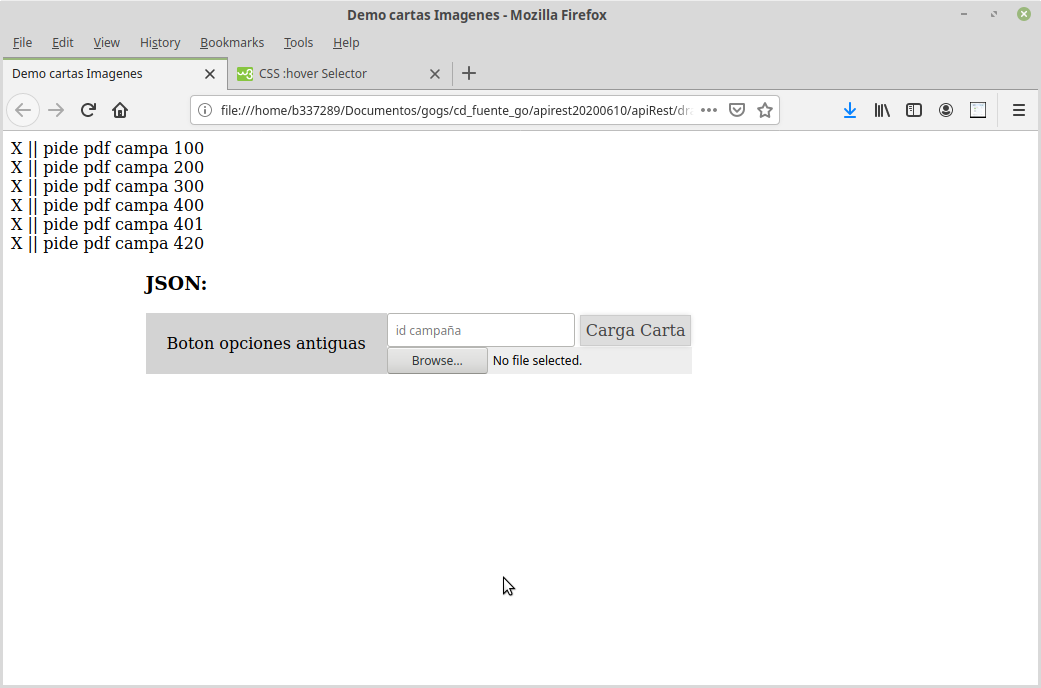 Demo cartas Imagenes - Mozilla Firefox
File Edit View History Bookmarks Tools Help
Demo cartas Imagenes CSS :hover Selector
file:///home/b337289/Documentos/gogs/cd_fuente_go/apirest20200610/apiRest/dra
X || pide pdf campa 100
X || pide pdf campa 200
X || pide pdf campa 300
X || pide pdf campa 400
X || pide pdf campa 401
X || pide pdf campa 420
JSON:
Boton opciones antiguas
id campaña Carga Carta
Browse... No file selected.